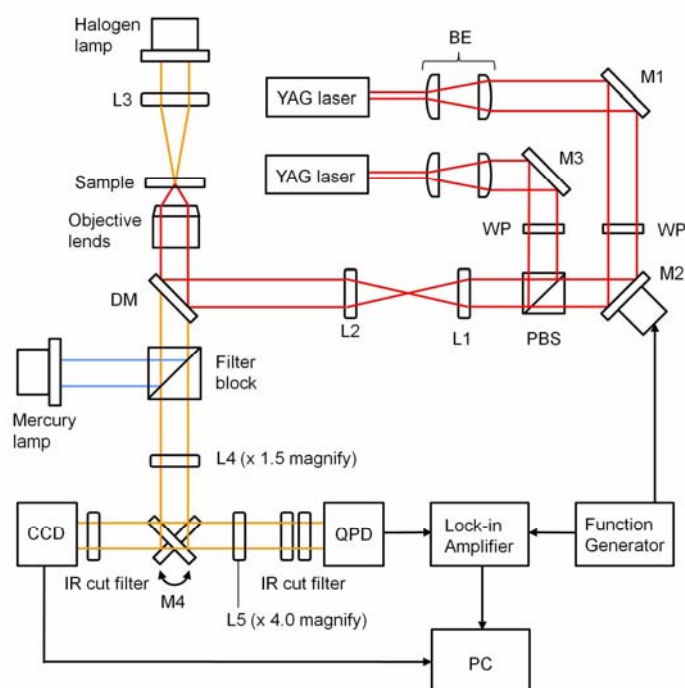 Halogen
lamp
BE
M1
L3
YAG laser
M3
YAG laser
Sample
Objective
lends
WP
WP
M2
DM
L2
L1
PBS
Filter
block
Mercury
lamp
L4 (x 1.5 magnify)
CCD
QPD
Lock-in
Amplifier
Function
Generator
IR cut filter
IR cut filter
M4
L5 (x 4.0 magnify)
PC